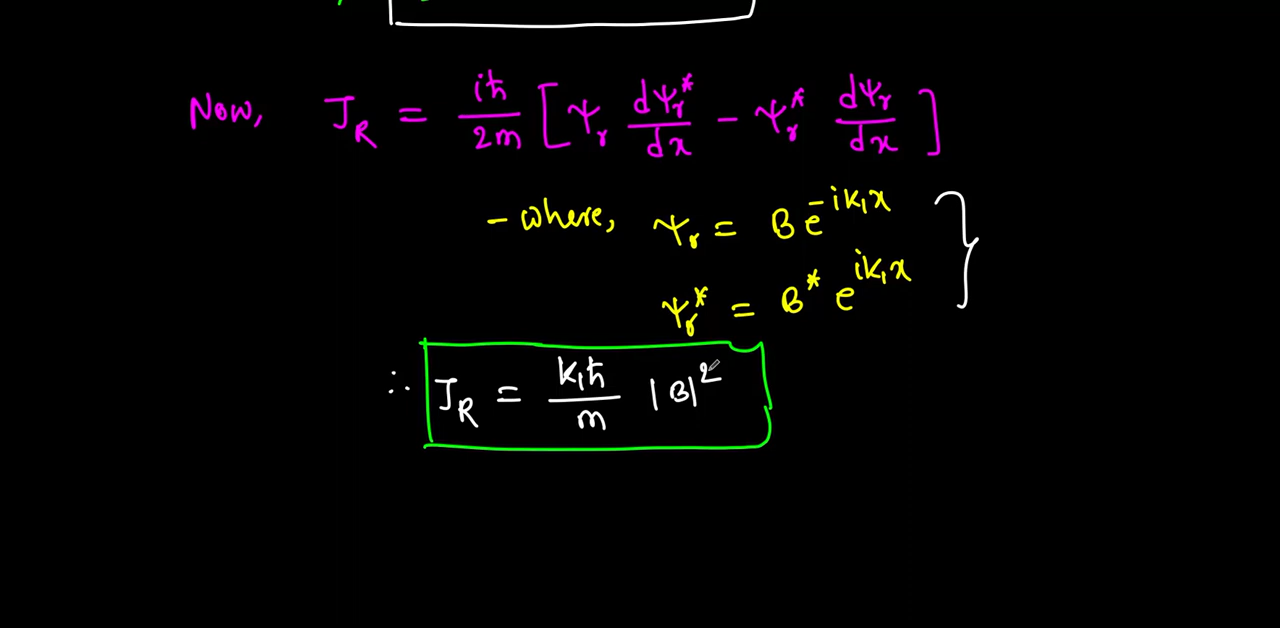 Now, J_R = iħ/2m [ψ_r dψ_r*/dx - ψ_r* dψ_r/dx]
- where, ψ_r = B e^{-ik₁x}
ψ_r* = B* e^{ik₁x}
∴ J_R = k₁ħ/m |B|²